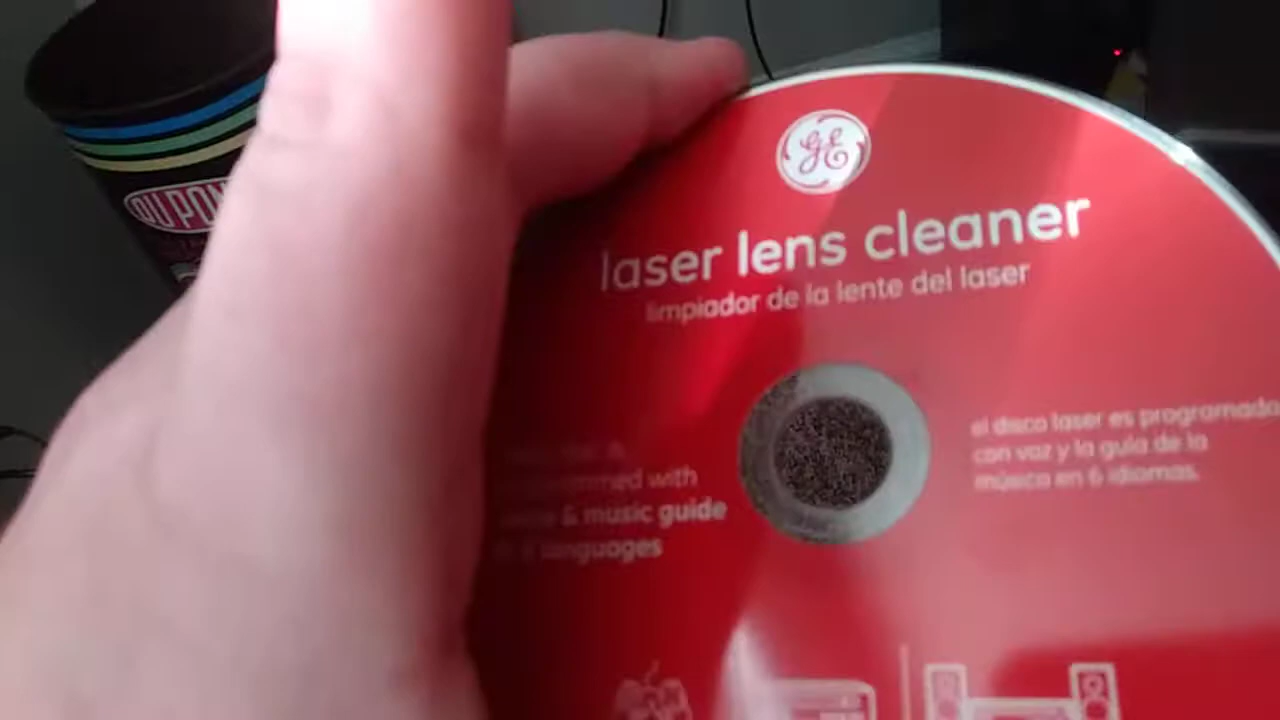 DUPON
GE
laser lens cleaner
limpiador de la lente del laser
with
& music guide
languages
el disco laser es programado
con voz y la guia de la
música en 6 idiomas.